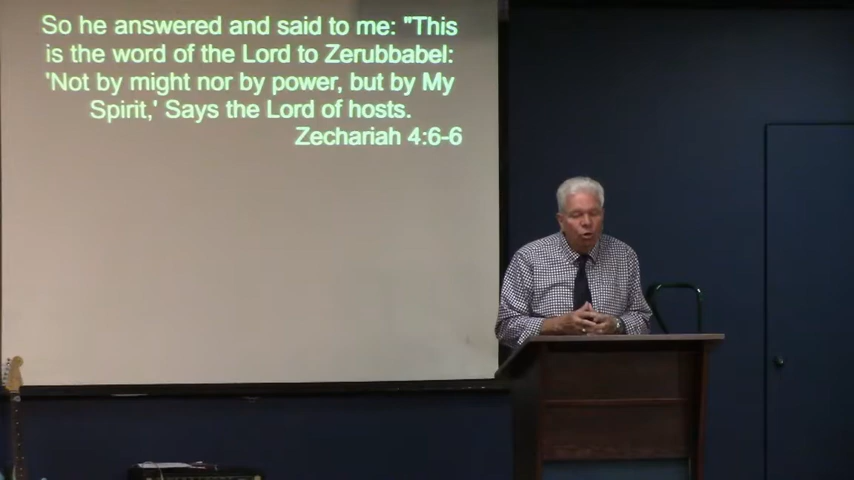 So he answered and said to me: "This
is the word of the Lord to Zerubbabel:
'Not by might nor by power, but by My
Spirit,' Says the Lord of hosts.
Zechariah 4:6-6